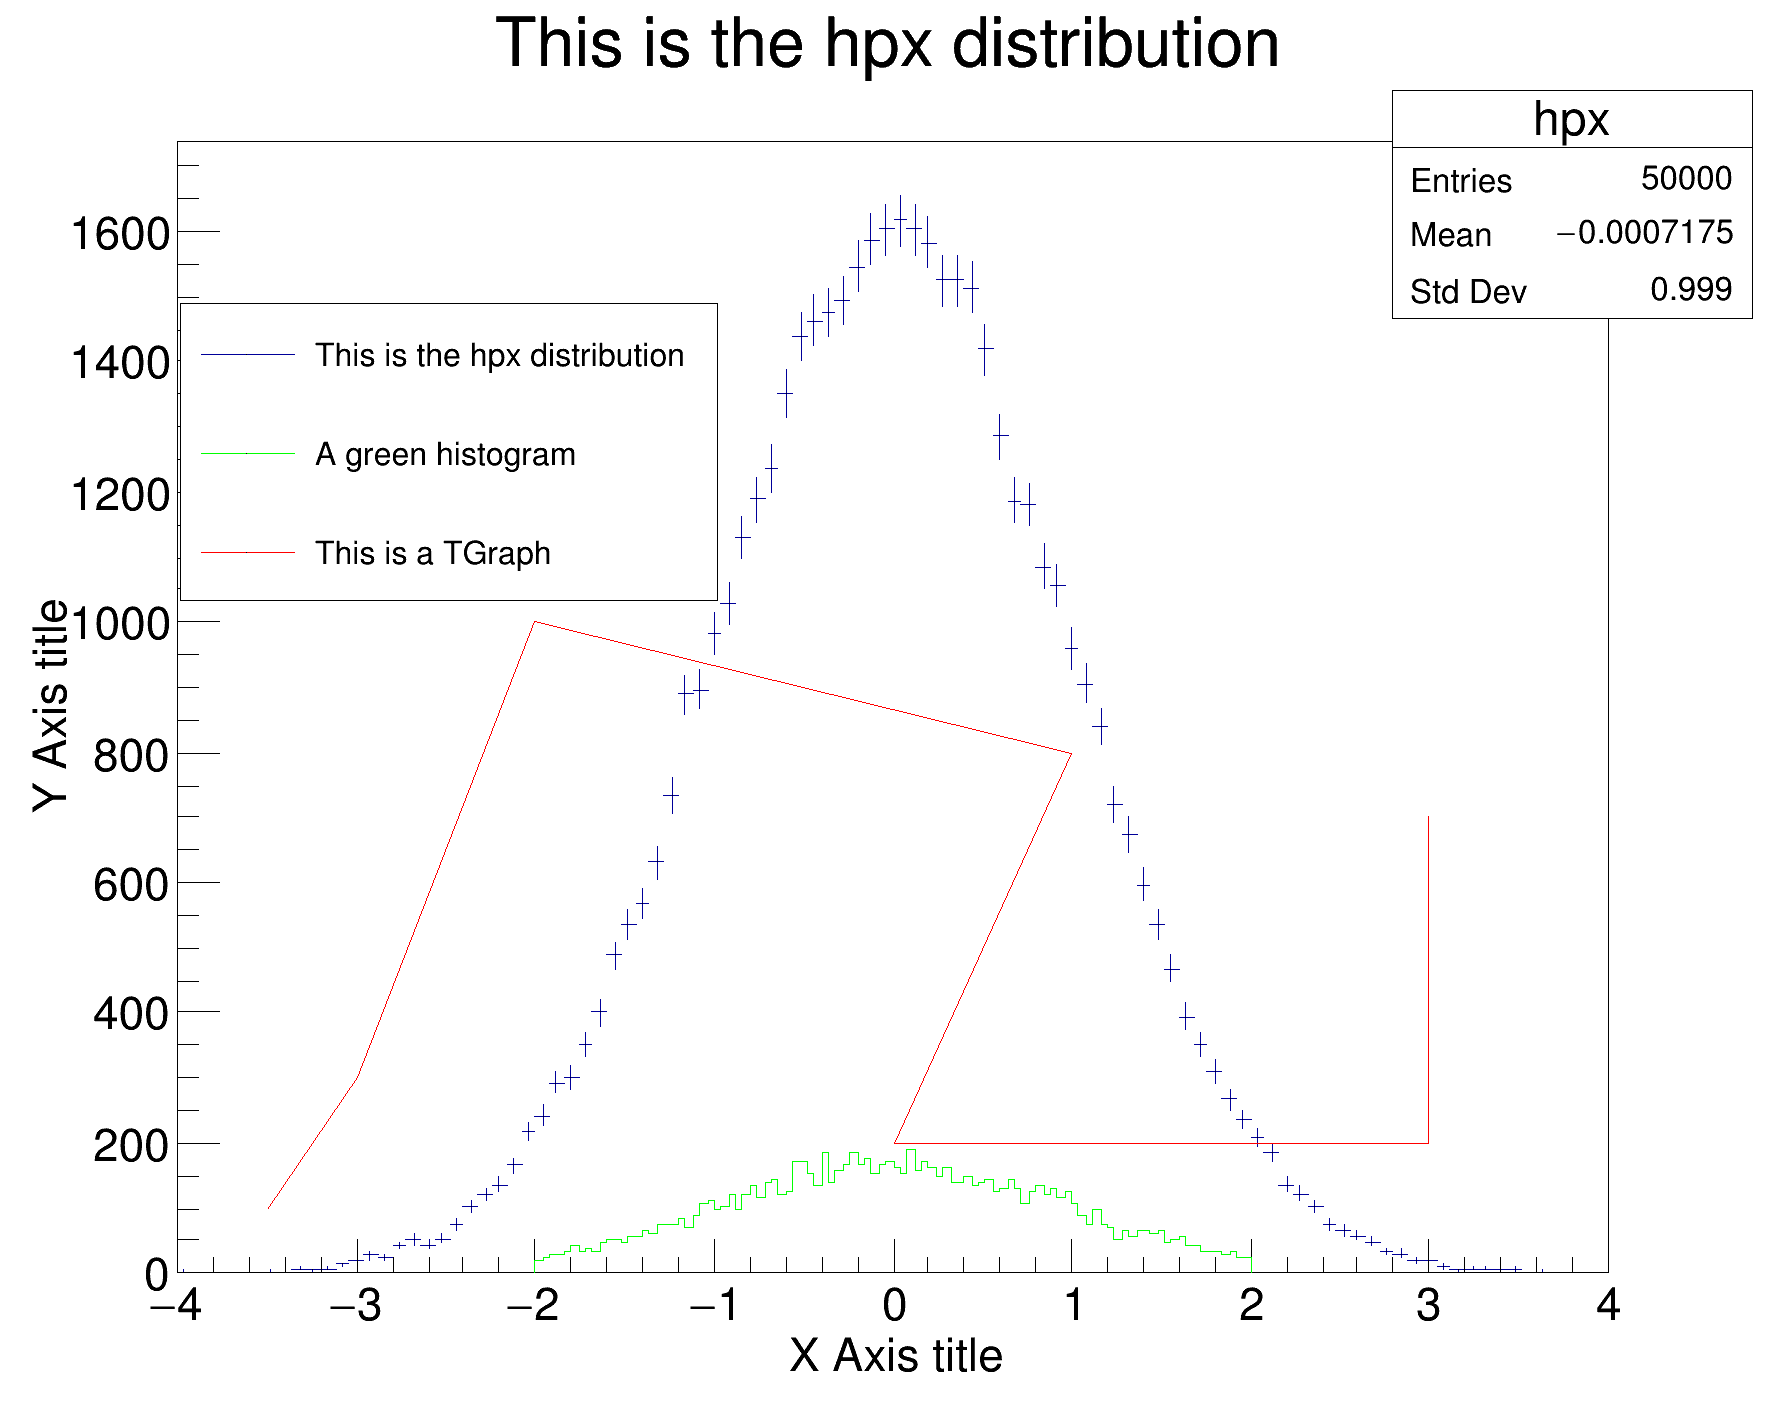 This is the hpx distribution
hpx
Entries 50000
Mean −0.0007175
Std Dev 0.999
This is the hpx distribution
A green histogram
This is a TGraph
Y Axis title
1600
1400
1200
1000
800
600
400
200
0
−4 −3 −2 −1 0 1 2 3 4
X Axis title